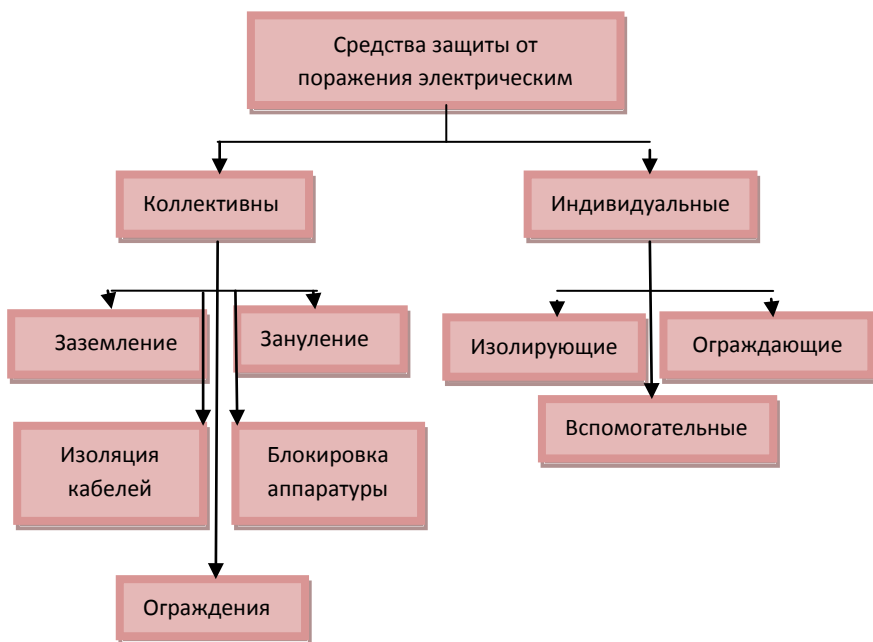 Средства защиты от
поражения электрическим
Коллективны
Индивидуальные
Заземление
Зануление
Изолирующие
Ограждающие
Вспомогательные
Изоляция
кабелей
Блокировка
аппаратуры
Ограждения